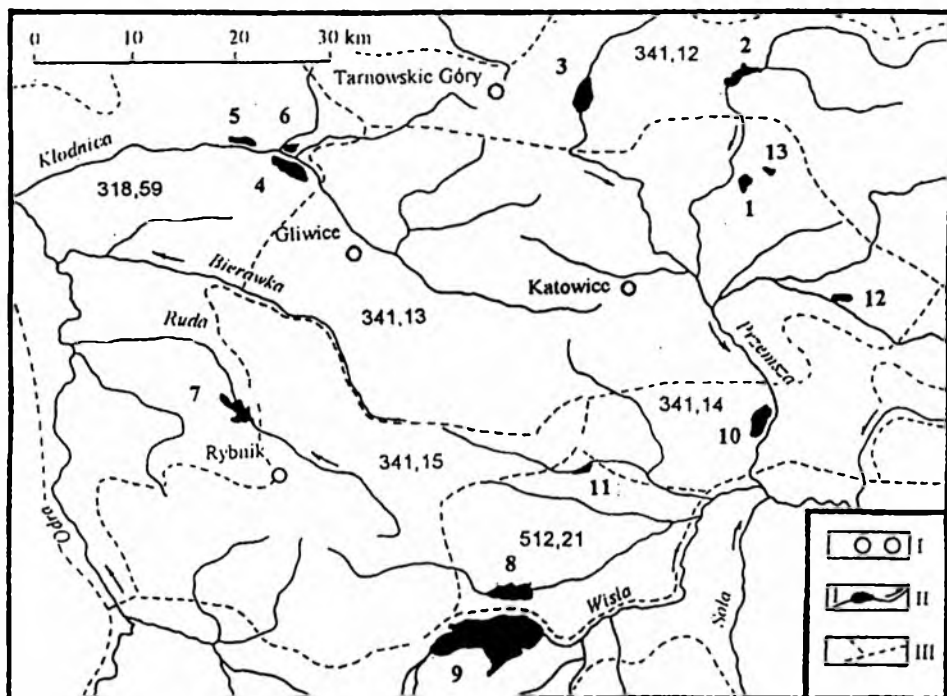 0 10 20 30 km
341,12
2
3
Tarnowskie Góry
5
6
Kłodnica
13
4
1
318,59
Gliwice
Bierawka
Katowice
12
Ruda
341,13
Przemsza
7
341,14
10
Rybnik
341,15
11
Odra
512,21
I
8
Wisła
II
Soła
9
III